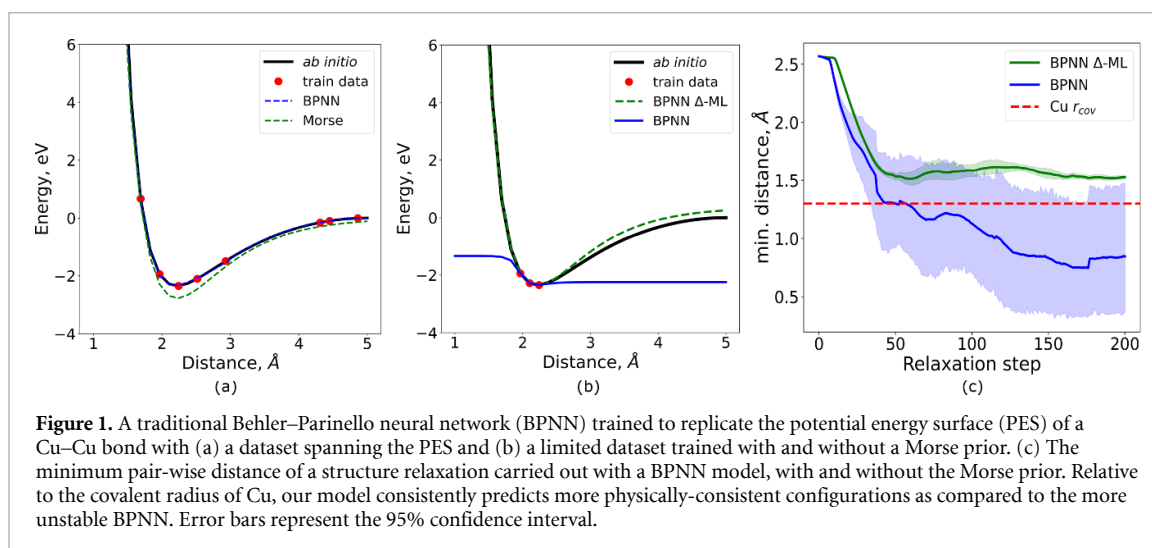 6
4
2
0
−2
−4
Energy, eV
1
2
3
4
5
Distance, Å
(a)
ab initio
train data
BPNN
Morse
6
4
2
0
−2
−4
Energy, eV
1
2
3
4
5
Distance, Å
(b)
ab initio
train data
BPNN Δ-ML
BPNN
2.5
2.0
1.5
1.0
0.5
min. distance, Å
0
50
100
150
200
Relaxation step
(c)
BPNN Δ-ML
BPNN
Cu rcov
Figure 1. A traditional Behler–Parinello neural network (BPNN) trained to replicate the potential energy surface (PES) of a
Cu–Cu bond with (a) a dataset spanning the PES and (b) a limited dataset trained with and without a Morse prior. (c) The
minimum pair-wise distance of a structure relaxation carried out with a BPNN model, with and without the Morse prior. Relative
to the covalent radius of Cu, our model consistently predicts more physically-consistent configurations as compared to the more
unstable BPNN. Error bars represent the 95% confidence interval.